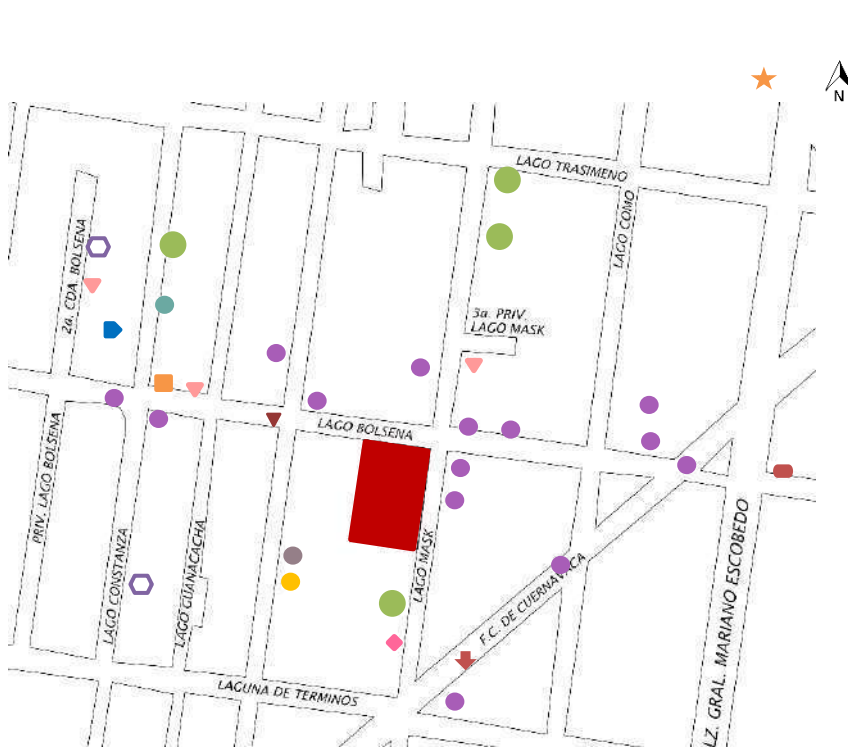 N
LAGO TRASIMENO
LAGO COMO
2a. CDA. BOLSENA
3a. PRIV.
LAGO MASK
LAGO BOLSENA
PRIV. LAGO BOLSENA
LAGO CONSTANZA
LAGO GUANACACHA
LAGO MASK
F.C. DE CUERNAVACA
LZ. GRAL. MARIANO ESCOBEDO
LAGUNA DE TERMINOS